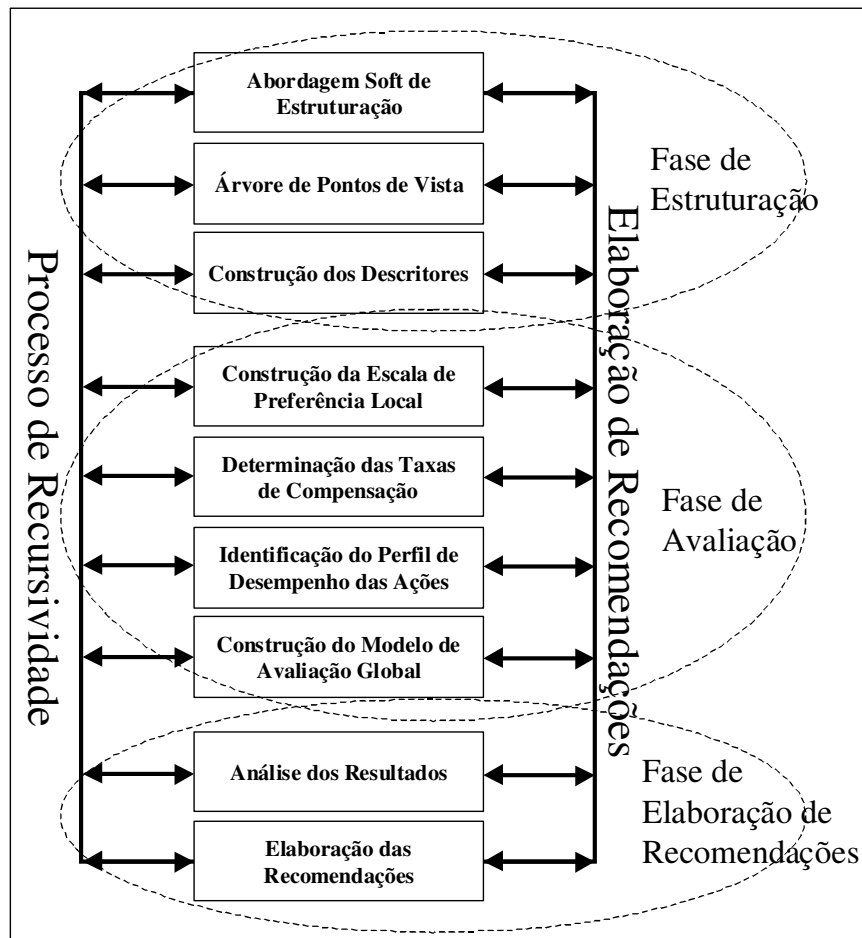 Processo de Recursividade
Abordagem Soft de
Estruturação
Árvore de Pontos de Vista
Construção dos Descritores
Construção da Escala de
Preferência Local
Determinação das Taxas
de Compensação
Identificação do Perfil de
Desempenho das Ações
Construção do Modelo de
Avaliação Global
Análise dos Resultados
Elaboração das
Recomendações
Elaboração de Recomendações
Fase de
Estruturação
Fase de
Avaliação
Fase de
Elaboração de
Recomendações